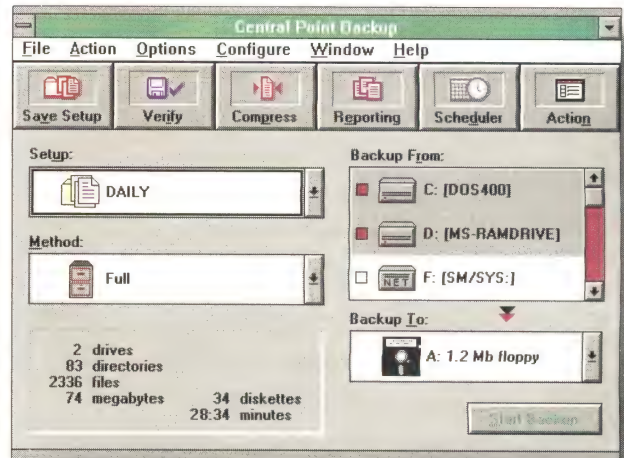 Central Point Backup
File Action Options Configure Window Help
Save Setup Verify Compress Reporting Scheduler Action
Setup:
DAILY
Method:
Full
2 drives
83 directories
2336 files
74 megabytes 34 diskettes
28:34 minutes
Backup From:
C: [DOS400]
D: [MS-RAMDRIVE]
NET F: [SM/SYS:]
Backup To:
A: 1.2 Mb floppy
Start Backup